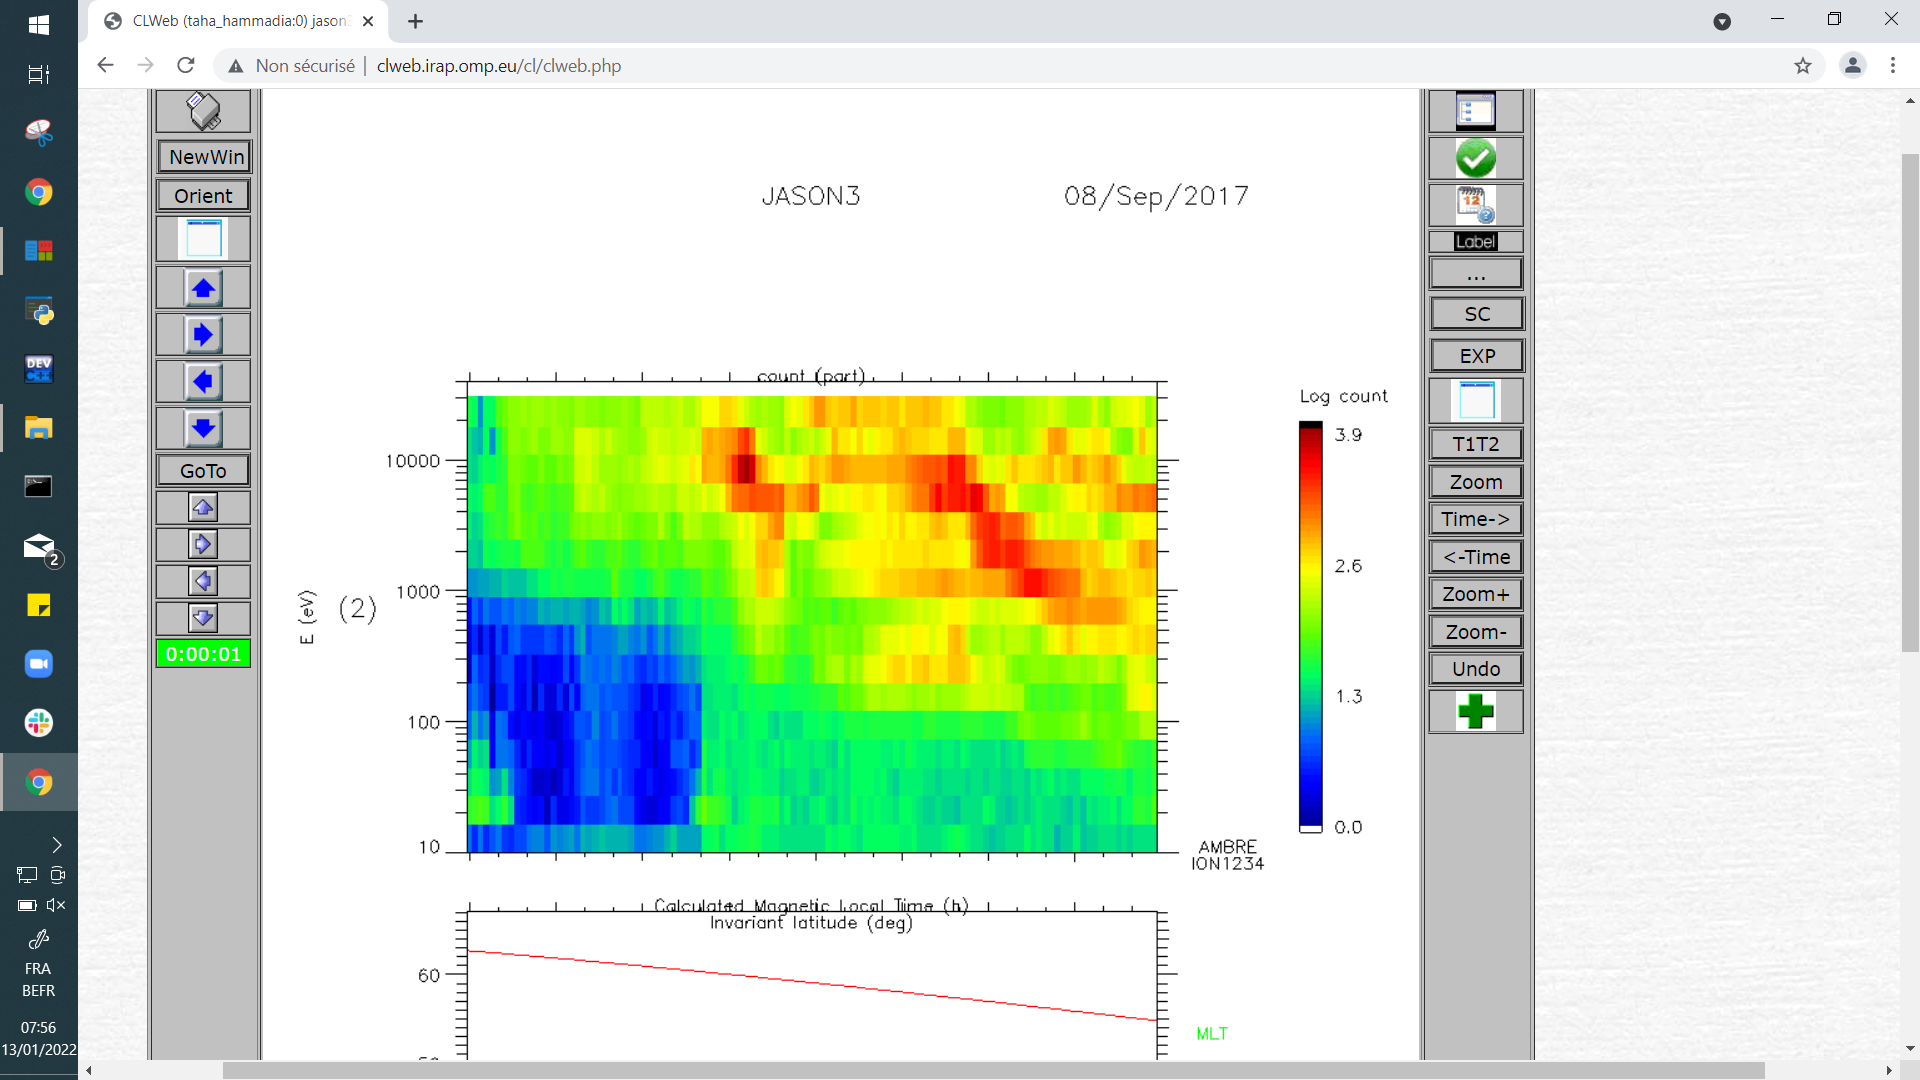 CLWeb (taha_hammadia:0) jason3
Non sécurisé
clweb.irap.omp.eu/cl/clweb.php
NewWin
Orient
GoTo
0:00:01
JASON3
08/Sep/2017
count (part)
10000
1000
100
10
E (eV)
(2)
Log count
3.9
2.6
1.3
0.0
AMBRE
ION1234
Calculated Magnetic Local Time (h)
Invariant latitude (deg)
60
MLT
12
Label
...
SC
EXP
T1T2
Zoom
Time->
<-Time
Zoom+
Zoom-
Undo
DEV
C++
2
FRA
BEFR
07:56
13/01/2022